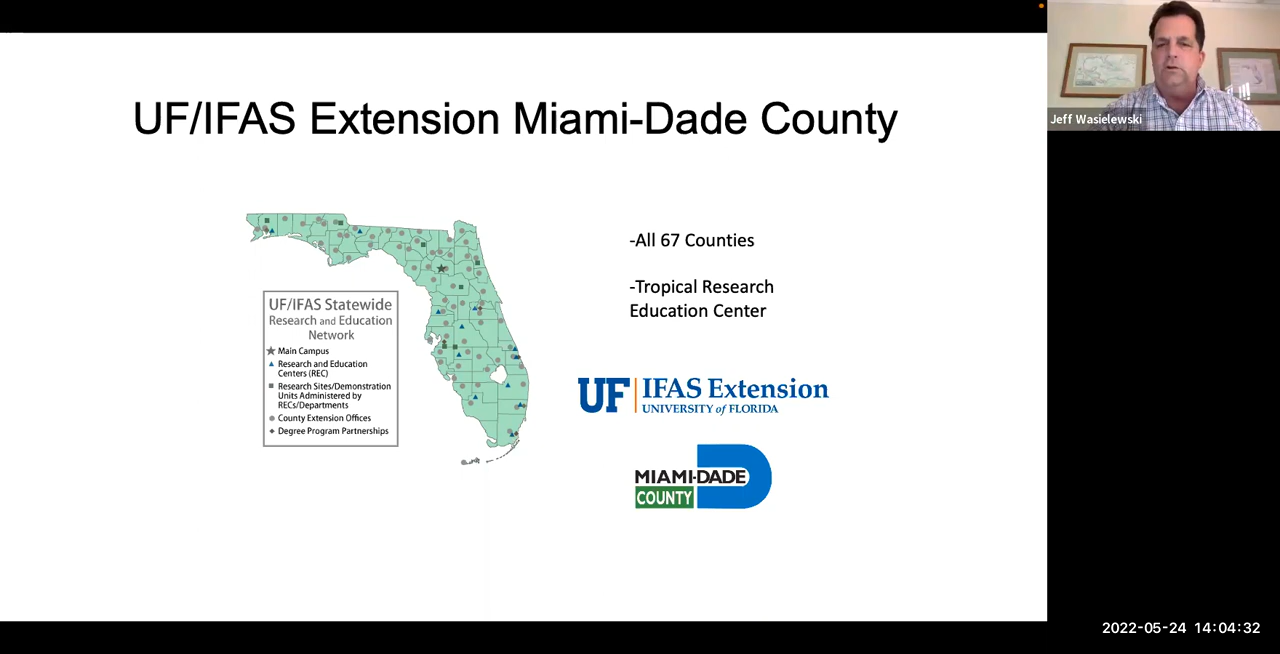 UF/IFAS Extension Miami-Dade County
Jeff Wasielewski
-All 67 Counties
-Tropical Research
Education Center
UF/IFAS Statewide
Research and Education
Network
Main Campus
Research and Education
Centers (REC)
Research Sites/Demonstration
Units Administered by
RECs/Departments
County Extension Offices
Degree Program Partnerships
UF IFAS Extension
UNIVERSITY of FLORIDA
MIAMI-DADE
COUNTY
2022-05-24 14:04:32